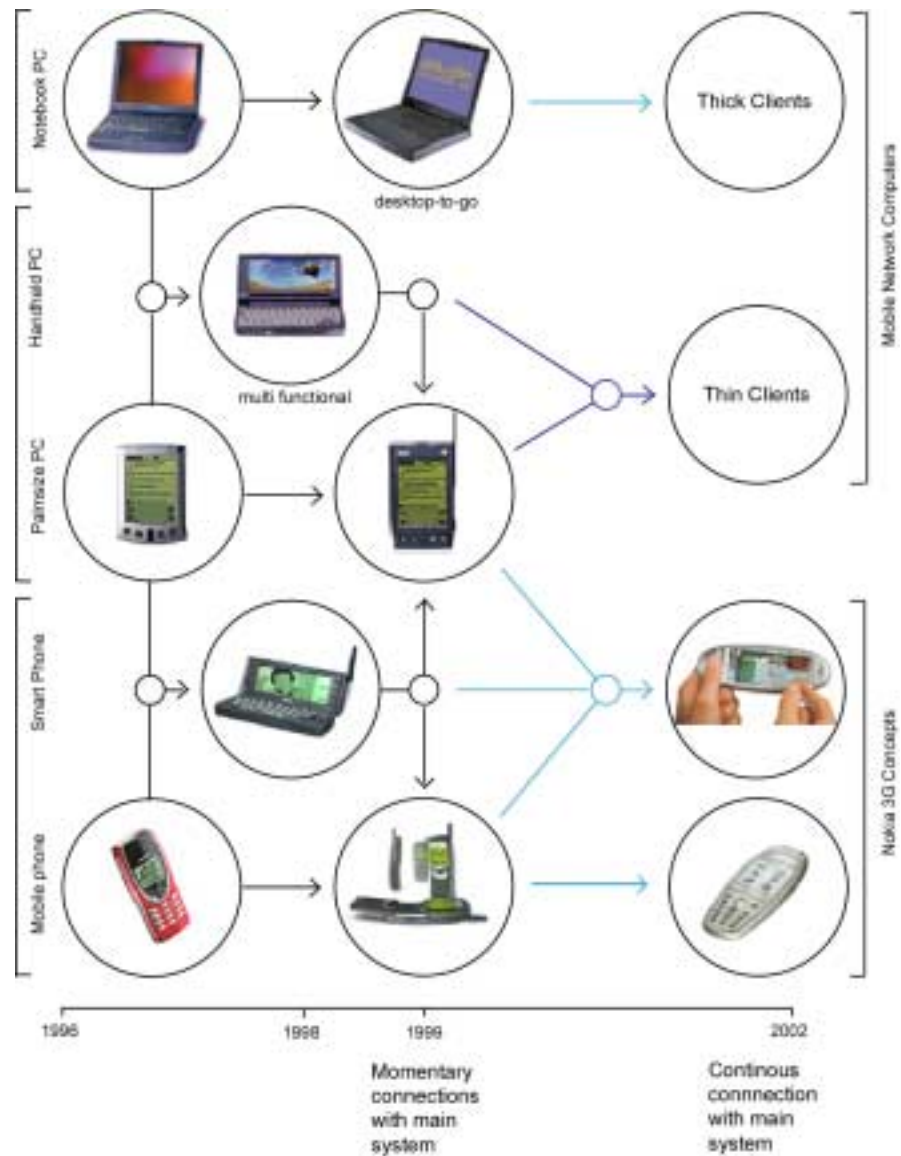 Notebook PC
Thick Clients
desktop-to-go
Mobile Network Computers
Handheld PC
multi functional
Thin Clients
Palmsize PC
Smart Phone
Nokia 3G Concepts
Mobile phone
1996
1998
1999
2002
Momentary
connections
with main
system
Continous
connnection
with main
system